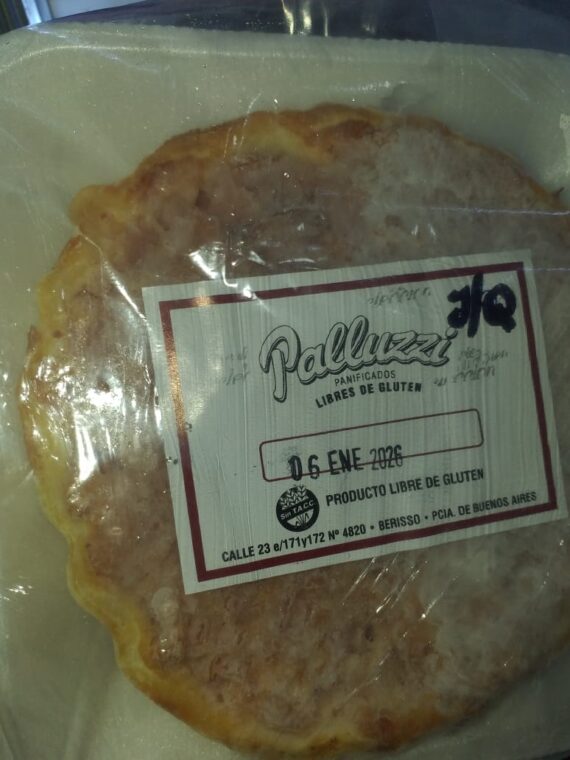 J/Q
Palluzzi
PANIFICADOS
LIBRES DE GLUTEN
06 ENE 2026
Sin T.A.C.C.
PRODUCTO LIBRE DE GLUTEN
CALLE 23 e/171y172 Nº 4820 • BERISSO • PCIA. DE BUENOS AIRES